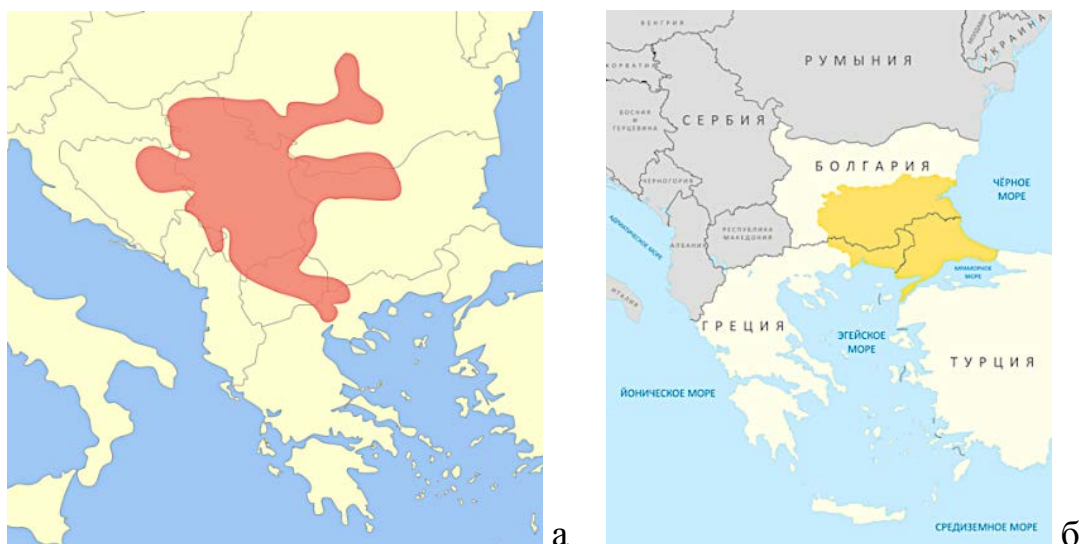 ВЕНГРИЯ
МОЛДАВИЯ
УКРАИНА
РУМЫНИЯ
ХОРВАТИЯ
БОСНИЯ
И
ГЕРЦЕГОВИНА
СЕРБИЯ
БОЛГАРИЯ
ЧЕРНОГОРИЯ
ЧЁРНОЕ
МОРЕ
АДРИАТИЧЕСКОЕ МОРЕ
РЕСПУБЛИКА
МАКЕДОНИЯ
АЛБАНИЯ
МРАМОРНОЕ
МОРЕ
ИТАЛИЯ
ГРЕЦИЯ
ЭГЕЙСКОЕ
МОРЕ
ТУРЦИЯ
ИОНИЧЕСКОЕ МОРЕ
СРЕДИЗЕМНОЕ МОРЕ
а
б